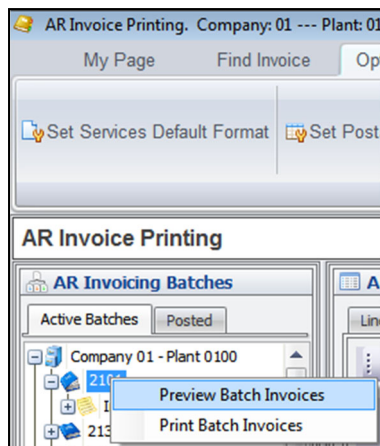 AR Invoice Printing. Company: 01 --- Plant: 01
My Page Find Invoice Op
Set Services Default Format Set Post
AR Invoice Printing
AR Invoicing Batches A
Active Batches Posted Lin
Company 01 - Plant 0100
Preview Batch Invoices
Print Batch Invoices
213